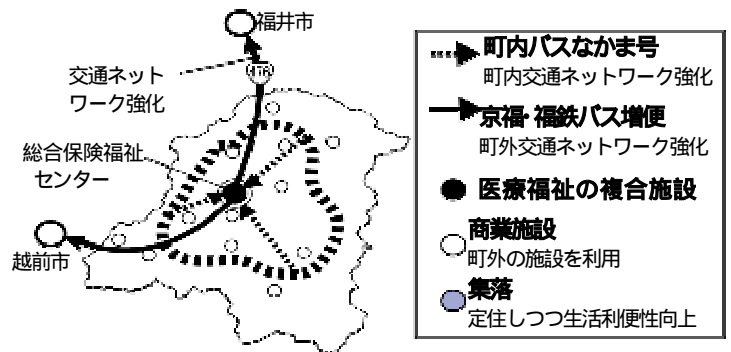 福井市
476
交通ネット
ワーク強化
総合保険福祉
センター
越前市
町内バスなかま号
町内交通ネットワーク強化
京福・福鉄バス増便
町外交通ネットワーク強化
医療福祉の複合施設
商業施設
町外の施設を利用
集落
定住しつつ生活利便性向上